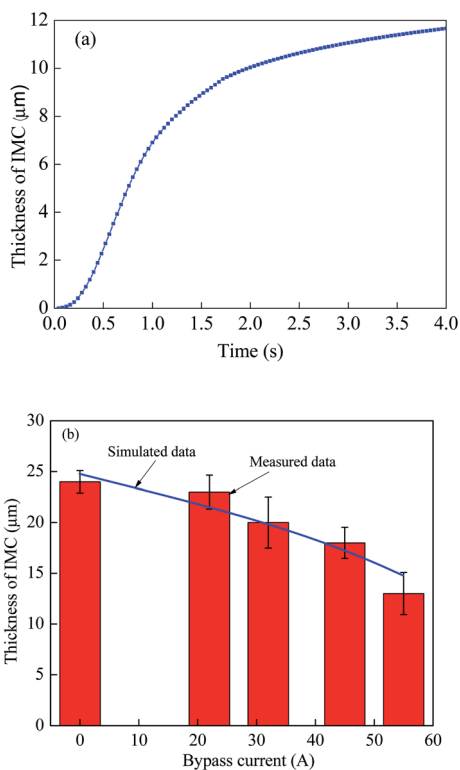 (a)
Thickness of IMC (μm)
12
10
8
6
4
2
0
0.0 0.5 1.0 1.5 2.0 2.5 3.0 3.5 4.0
Time (s)
(b)
Simulated data
Measured data
Thickness of IMC (μm)
30
25
20
15
10
5
0
0 10 20 30 40 50 60
Bypass current (A)